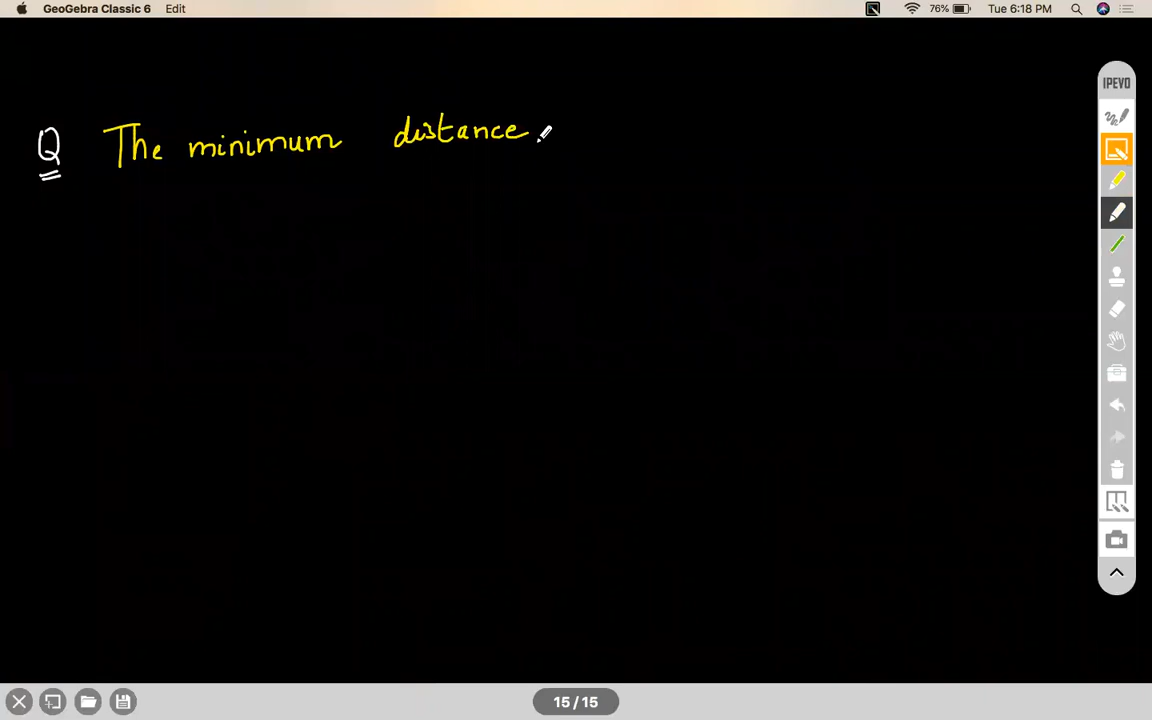 GeoGebra Classic 6 Edit 76% Tue 6:18 PM
IPEVO
Q The minimum distance
15 / 15